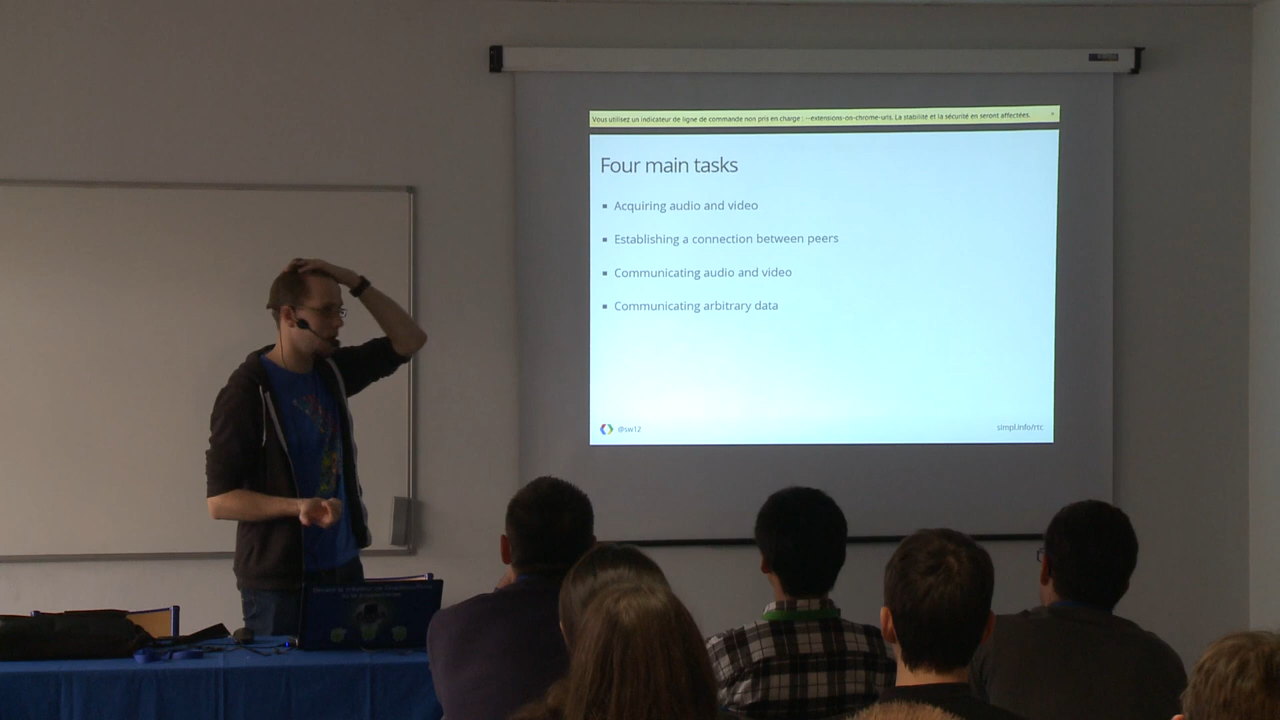 Vous utilisez un indicateur de ligne de commande non pris en charge : --extensions-on-chrome-urls. La stabilité et la sécurité en seront affectées.
Four main tasks
Acquiring audio and video
Establishing a connection between peers
Communicating audio and video
Communicating arbitrary data
@sw12
simpl.info/rtc